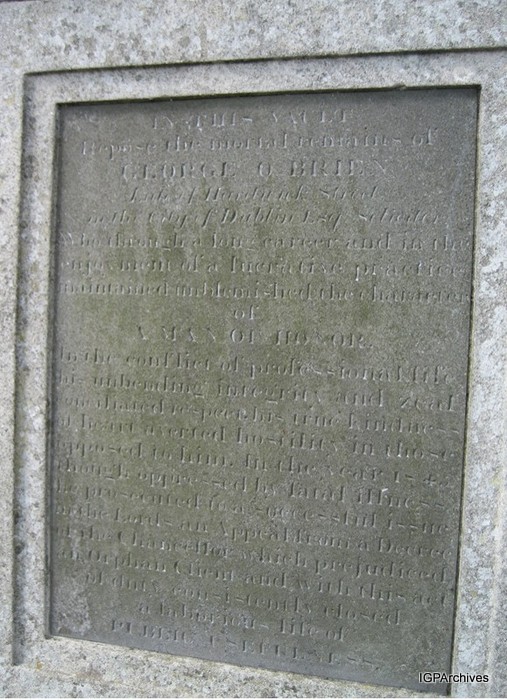 IN THIS VAULT
Repose the mortal remains of
GEORGE O'BRIEN
Late of Hardwick Street
in the City of Dublin Esq. Solicitor
Who through a long career and in the
enjoyment of a lucrative practice
maintained unblemished the character
of
A MAN OF HONOR.
In the conflict of professional life
his unbending integrity and zeal
conciliated respect his true kindness
of heart averted hostility in those
opposed to him. In the year 184
though oppressed by fatal illness
he prosecuted to a successful issue
in the Lords an Appeal from a Decree
of the Chancellor which prejudiced
an Orphan Client and with this act
of duty consistently closed
a laborious life of
PUBLIC USEFULNESS
IGPArchives